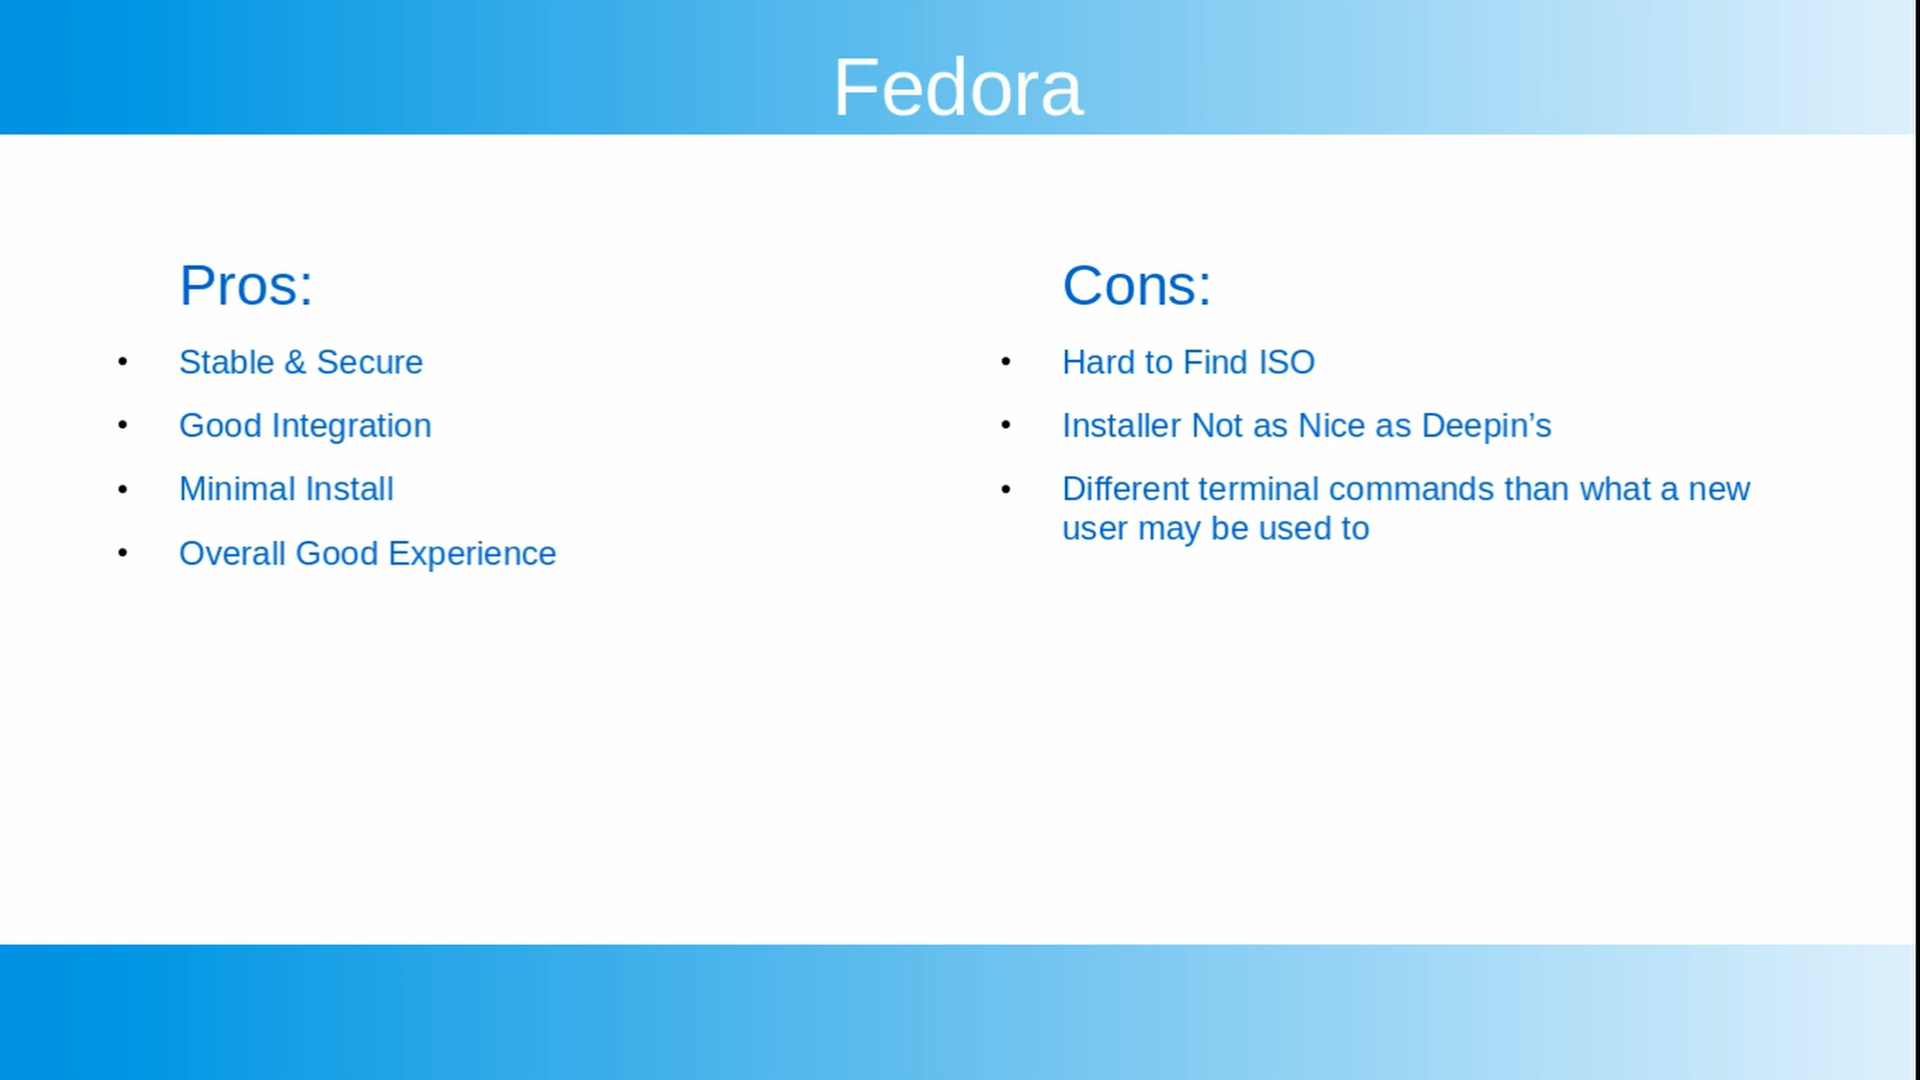 Fedora
Pros:
• Stable & Secure
• Good Integration
• Minimal Install
• Overall Good Experience
Cons:
• Hard to Find ISO
• Installer Not as Nice as Deepin’s
• Different terminal commands than what a new
user may be used to